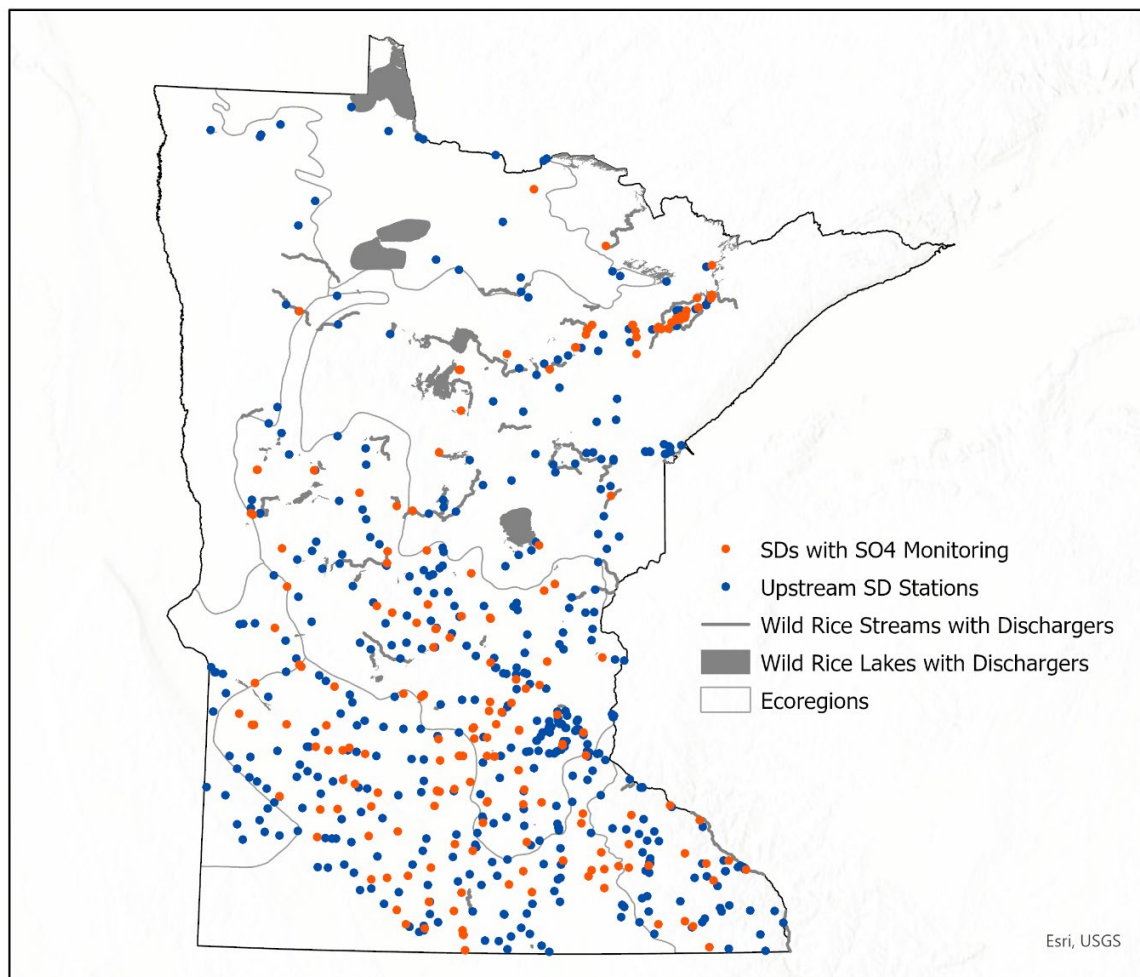 SDs with SO4 Monitoring
Upstream SD Stations
Wild Rice Streams with Dischargers
Wild Rice Lakes with Dischargers
Ecoregions
Esri, USGS